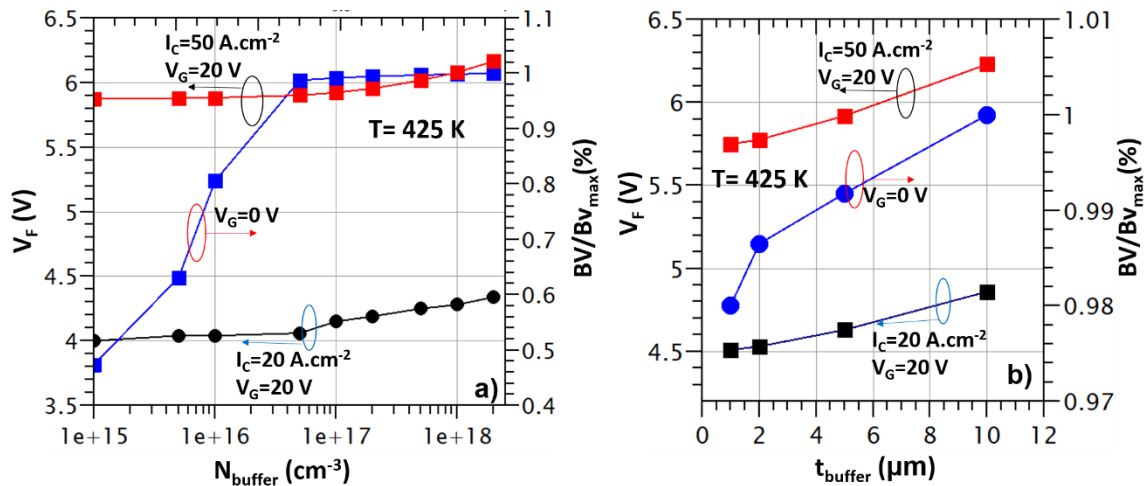 6.5
6
5.5
5
4.5
4
3.5
V_F (V)
I_C=50 A.cm⁻²
V_G=20 V
T= 425 K
V_G=0 V
I_C=20 A.cm⁻²
V_G=20 V
a)
1.1
1
0.9
0.8
0.7
0.6
0.5
0.4
BV/Bv_max(%)
1e+15
1e+16
1e+17
1e+18
N_buffer (cm⁻³)
6.5
6
5.5
5
4.5
V_F (V)
I_C=50 A.cm⁻²
V_G=20 V
T= 425 K
V_G=0 V
I_C=20 A.cm⁻²
V_G=20 V
b)
1.01
1
0.99
0.98
0.97
BV/Bv_max(%)
0
2
4
6
8
10
12
t_buffer (μm)